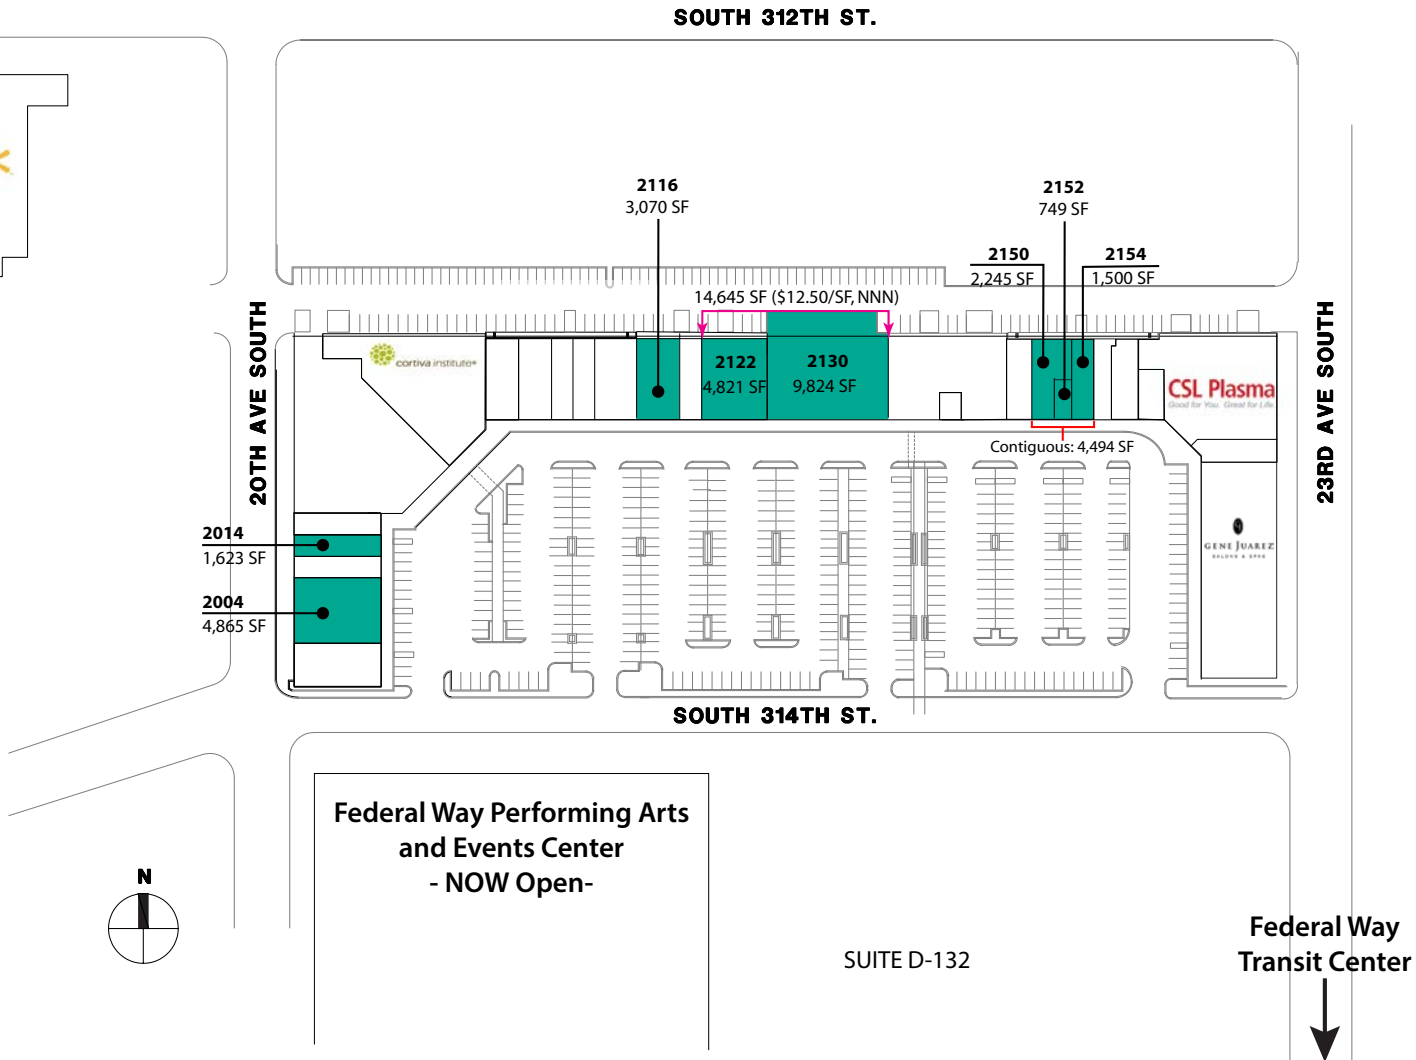 SOUTH 312TH ST.
2116
3,070 SF
2152
749 SF
2150
2,245 SF
2154
1,500 SF
14,645 SF ($12.50/SF, NNN)
20TH AVE SOUTH
23RD AVE SOUTH
cortiva institute®
2122
4,821 SF
2130
9,824 SF
CSL Plasma
Good for You. Great for Life.
Contiguous: 4,494 SF
2014
1,623 SF
2004
4,865 SF
GENE JUAREZ
SALONS & SPAS
SOUTH 314TH ST.
Federal Way Performing Arts
and Events Center
- NOW Open-
N
SUITE D-132
Federal Way
Transit Center